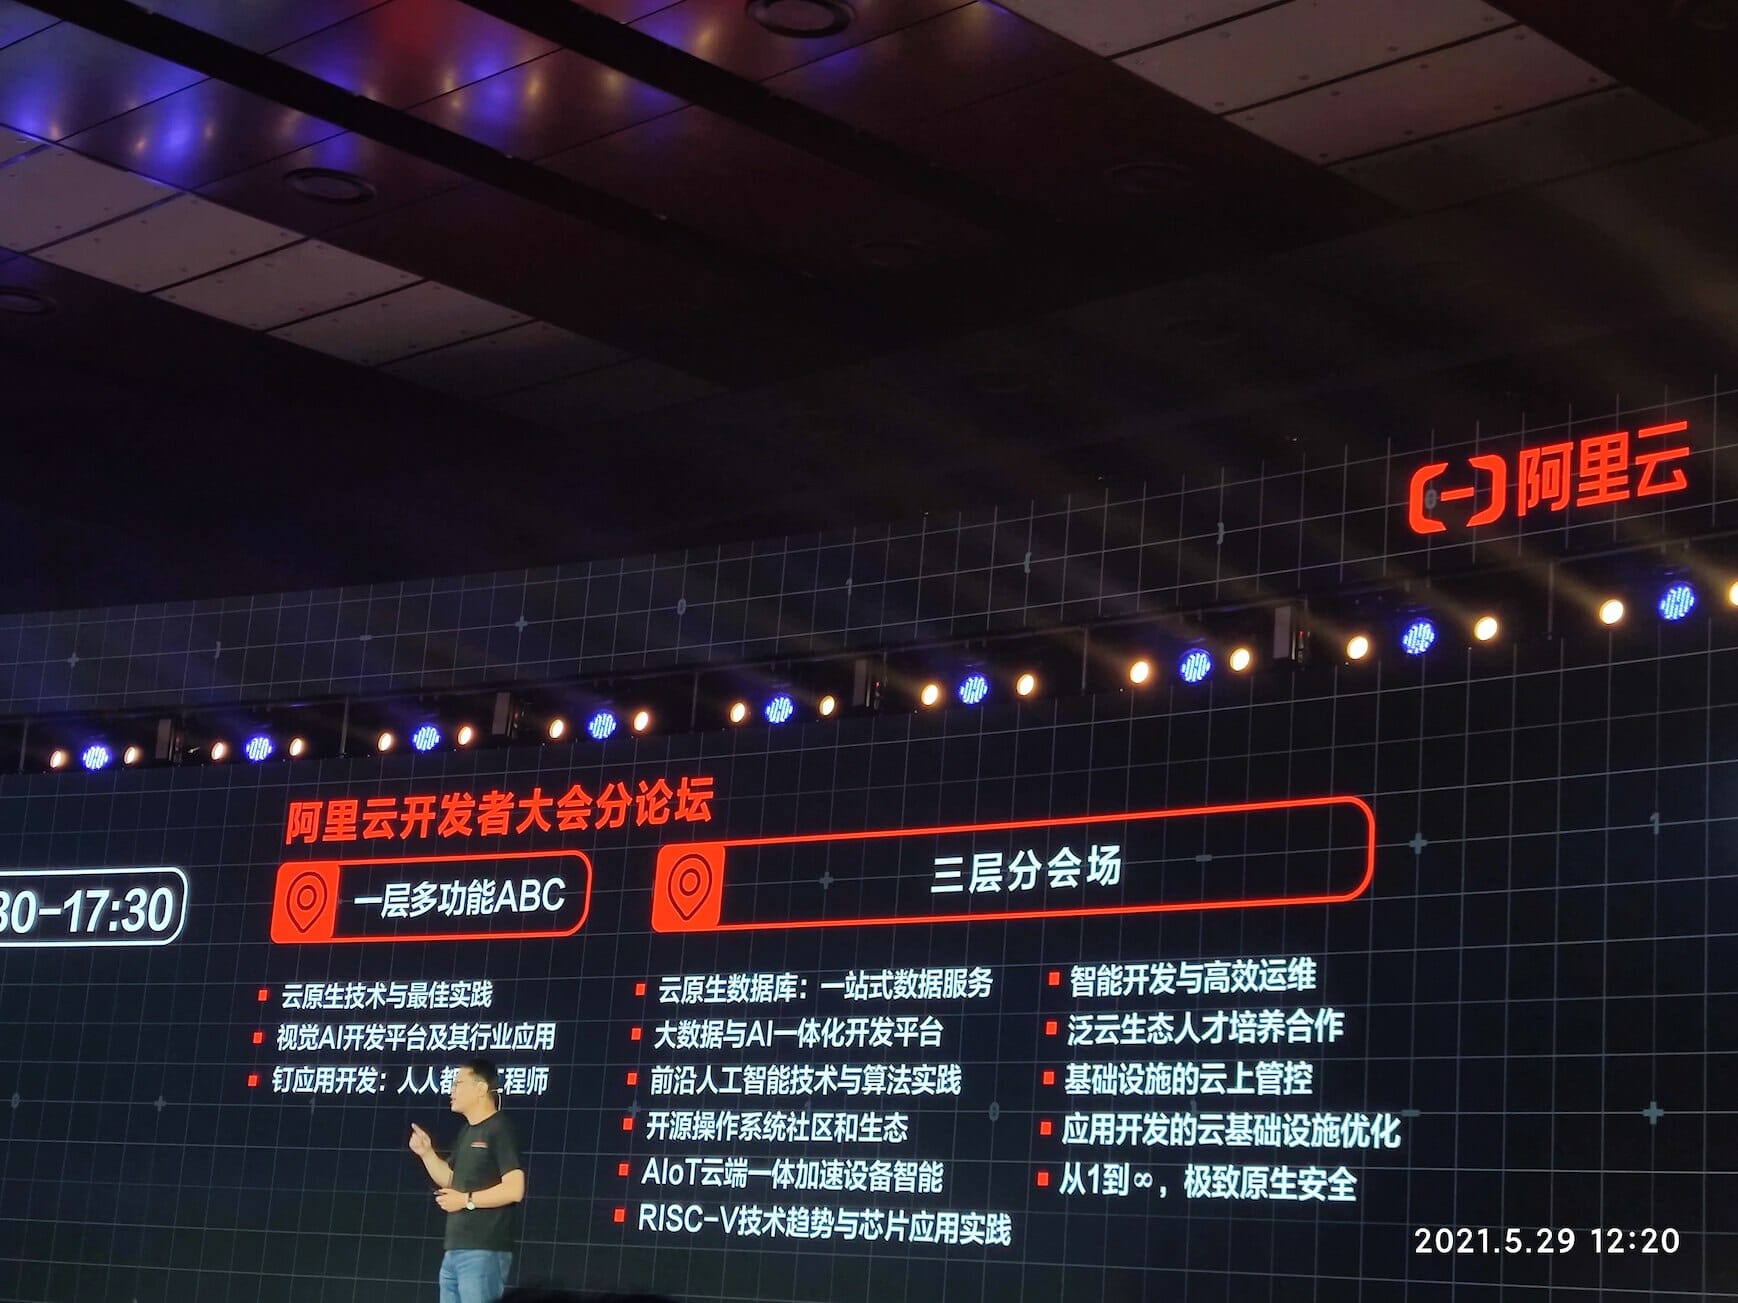 阿里云
阿里云开发者大会分论坛
30-17:30
一层多功能ABC
云原生技术与最佳实践
视觉AI开发平台及其行业应用
钉应用开发：人人都 工程师
三层分会场
云原生数据库：一站式数据服务
大数据与AI一体化开发平台
前沿人工智能技术与算法实践
开源操作系统社区和生态
AIoT云端一体加速设备智能
RISC-V技术趋势与芯片应用实践
智能开发与高效运维
泛云生态人才培养合作
基础设施的云上管控
应用开发的云基础设施优化
从1到∞，极致原生安全
2021.5.29 12:20